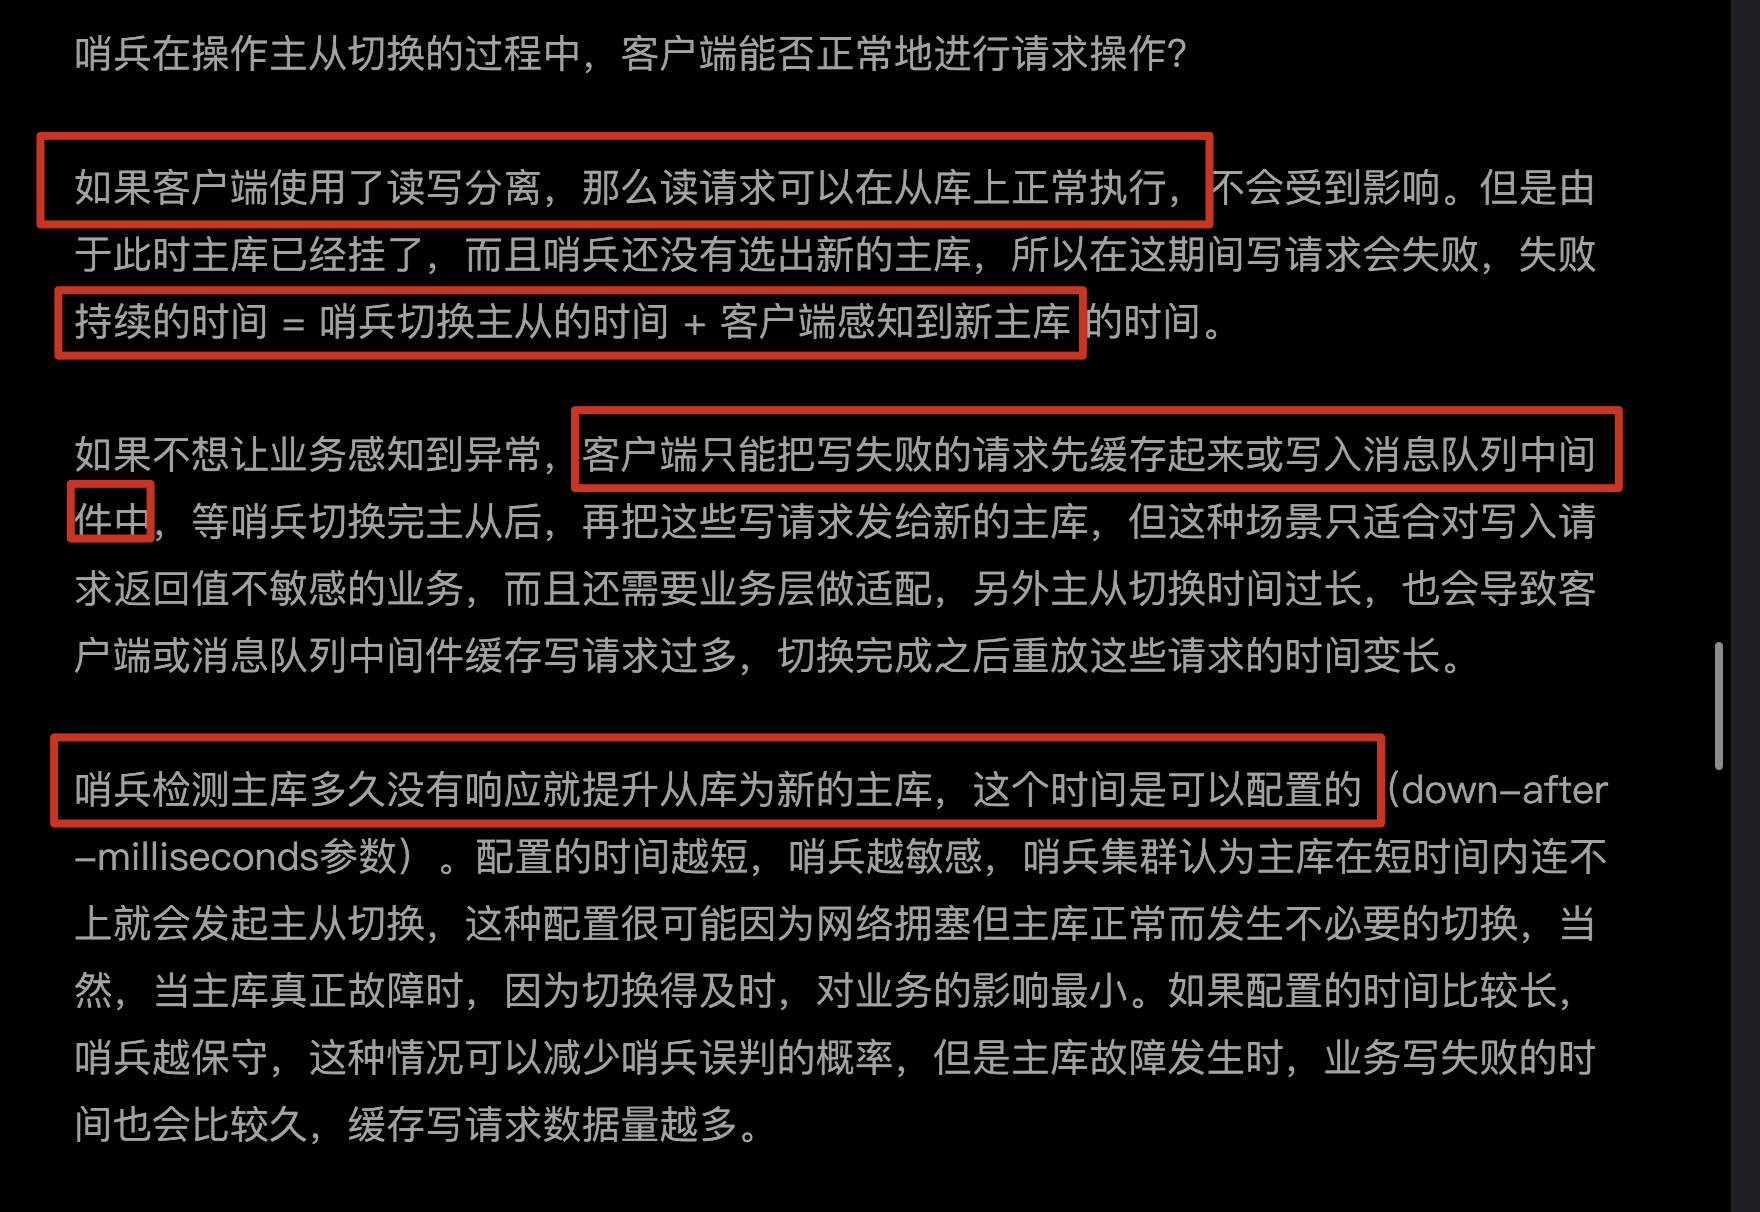 哨兵在操作主从切换的过程中，客户端能否正常地进行请求操作?
如果客户端使用了读写分离，那么读请求可以在从库上正常执行，不会受到影响。但是由
于此时主库已经挂了，而且哨兵还没有选出新的主库，所以在这期间写请求会失败，失败
持续的时间 = 哨兵切换主从的时间 + 客户端感知到新主库 的时间。
如果不想让业务感知到异常，客户端只能把写失败的请求先缓存起来或写入消息队列中间
件中，等哨兵切换完主从后，再把这些写请求发给新的主库，但这种场景只适合对写入请
求返回值不敏感的业务，而且还需要业务层做适配，另外主从切换时间过长，也会导致客
户端或消息队列中间件缓存写请求过多，切换完成之后重放这些请求的时间变长。
哨兵检测主库多久没有响应就提升从库为新的主库，这个时间是可以配置的（down-after
-milliseconds参数）。配置的时间越短，哨兵越敏感，哨兵集群认为主库在短时间内连不
上就会发起主从切换，这种配置很可能因为网络拥塞但主库正常而发生不必要的切换，当
然，当主库真正故障时，因为切换得及时，对业务的影响最小。如果配置的时间比较长，
哨兵越保守，这种情况可以减少哨兵误判的概率，但是主库故障发生时，业务写失败的时
间也会比较久，缓存写请求数据量越多。